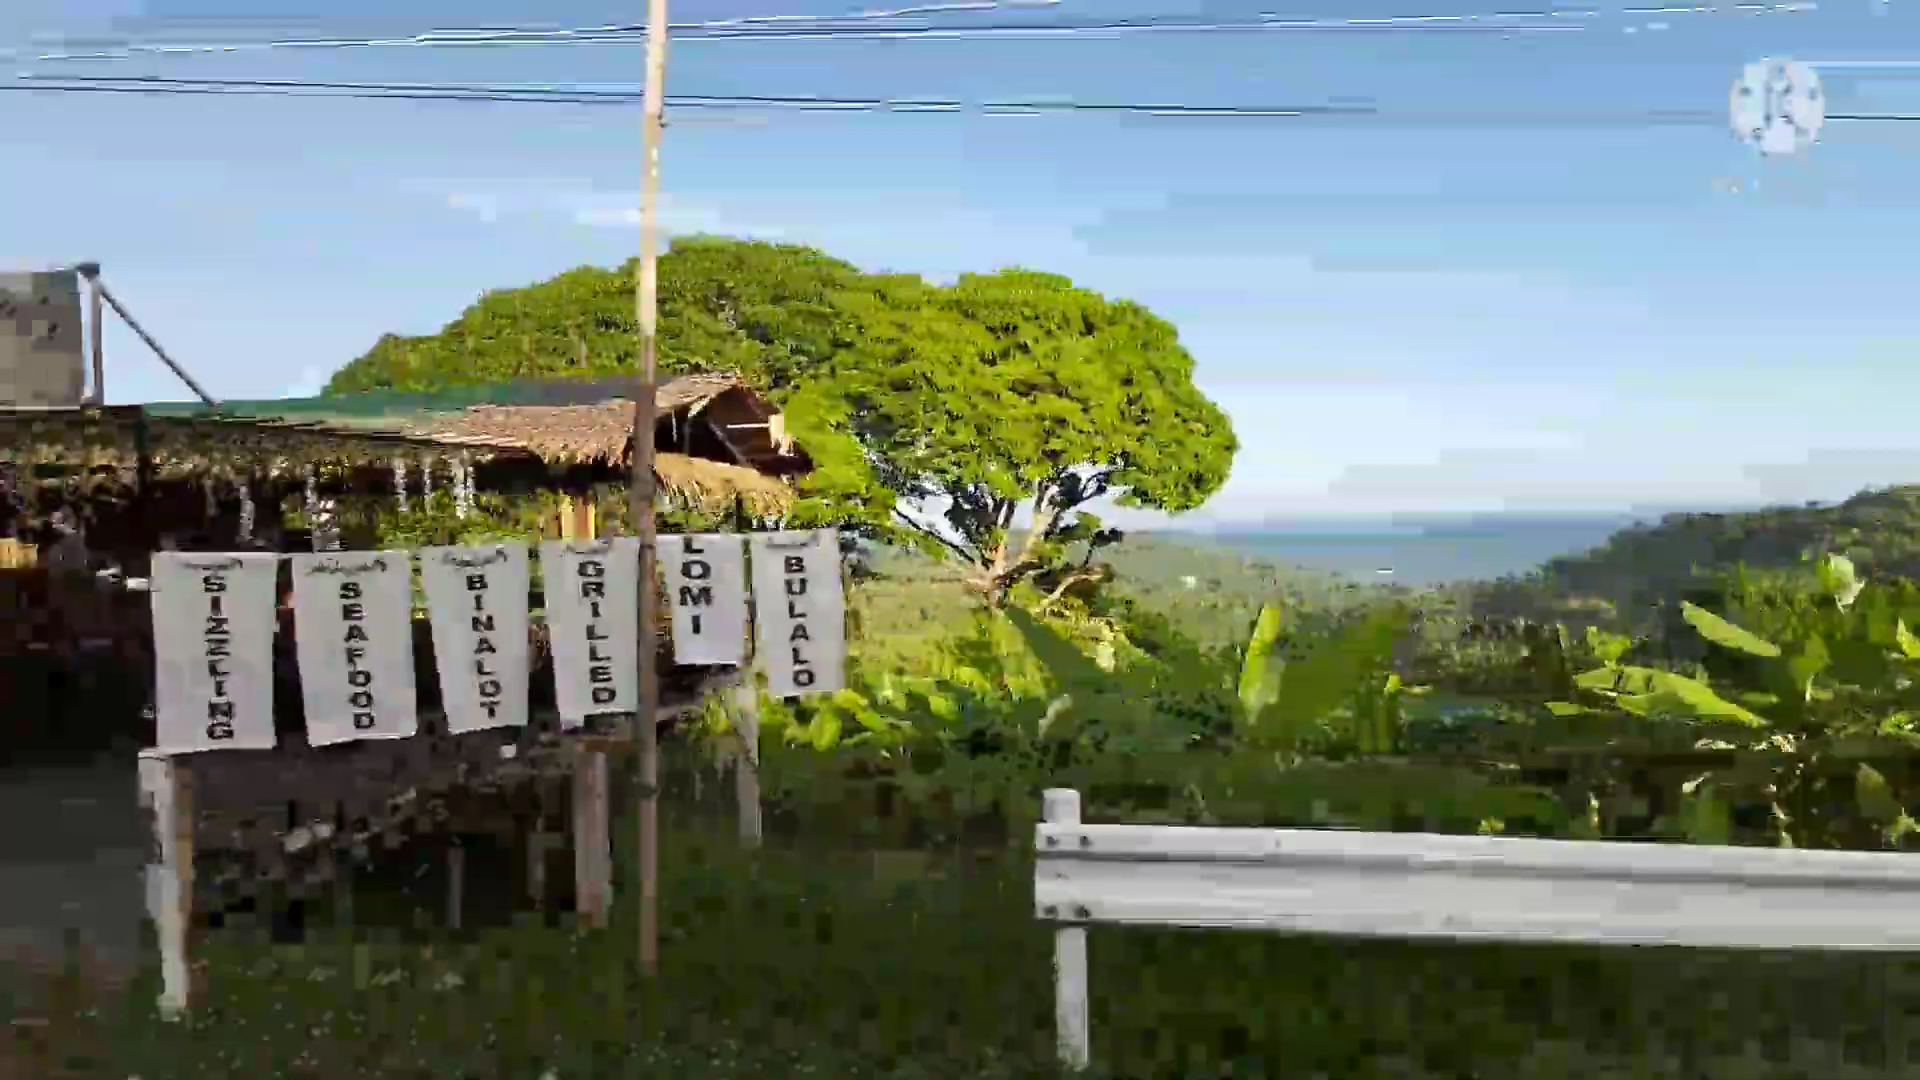 SIZZLING
SEAFOOD
BINALOT
GRILLED
LOMI
BULALO